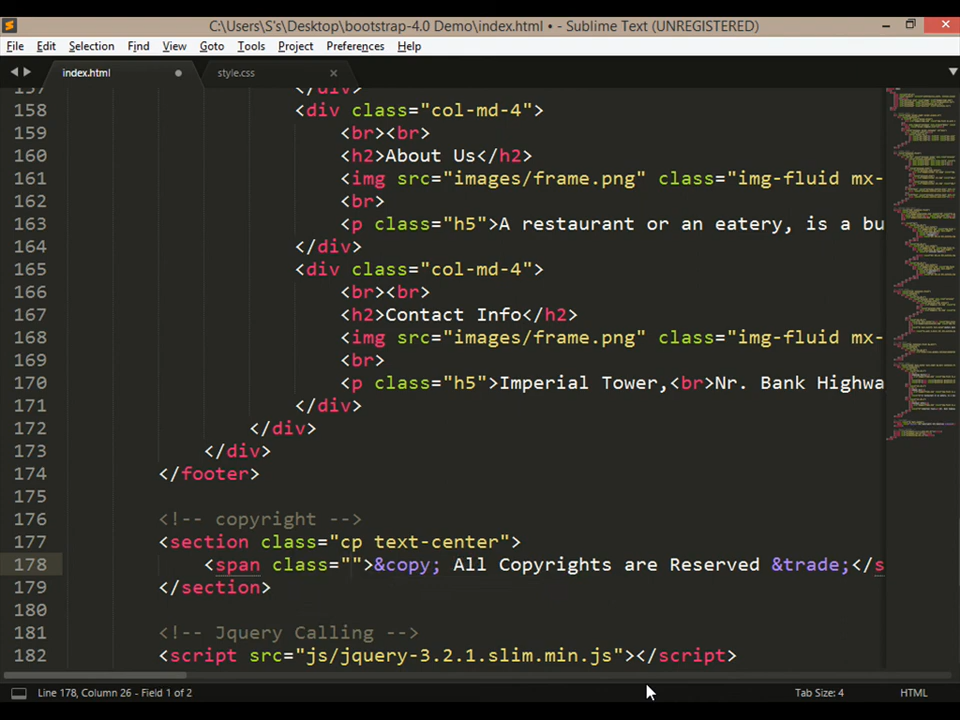 C:\Users\S's\Desktop\bootstrap-4.0 Demo\index.html • - Sublime Text (UNREGISTERED)
File Edit Selection Find View Goto Tools Project Preferences Help
index.html style.css
157 </div>
158 <div class="col-md-4">
159 <br><br>
160 <h2>About Us</h2>
161 <img src="images/frame.png" class="img-fluid mx-
162 <br>
163 <p class="h5">A restaurant or an eatery, is a bu
164 </div>
165 <div class="col-md-4">
166 <br><br>
167 <h2>Contact Info</h2>
168 <img src="images/frame.png" class="img-fluid mx-
169 <br>
170 <p class="h5">Imperial Tower,<br>Nr. Bank Highwa
171 </div>
172 </div>
173 </div>
174 </footer>
175
176 <!-- copyright -->
177 <section class="cp text-center">
178 <span class="">&copy; All Copyrights are Reserved &trade;</s
179 </section>
180
181 <!-- Jquery Calling -->
182 <script src="js/jquery-3.2.1.slim.min.js"></script>
Line 178, Column 26 - Field 1 of 2 Tab Size: 4 HTML